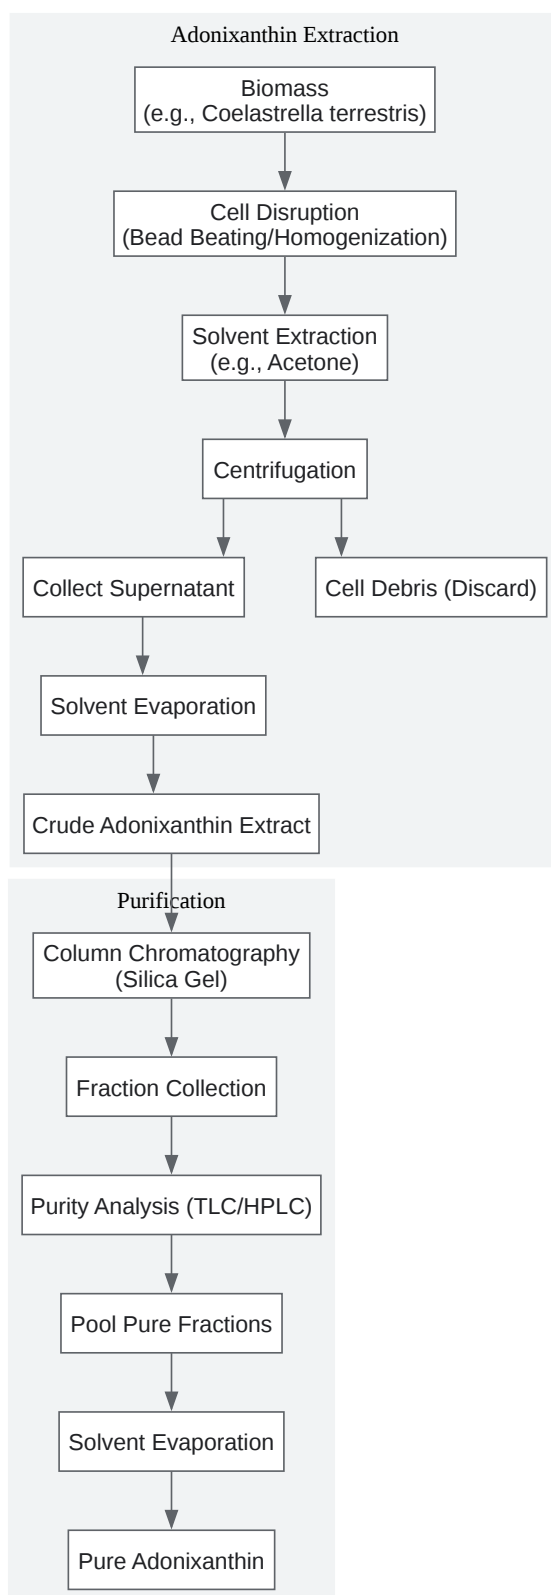 Adonixanthin Extraction
Biomass
(e.g., Coelastrella terrestris)
Cell Disruption
(Bead Beating/Homogenization)
Solvent Extraction
(e.g., Acetone)
Centrifugation
Collect Supernatant
Cell Debris (Discard)
Solvent Evaporation
Crude Adonixanthin Extract
Purification
Column Chromatography
(Silica Gel)
Fraction Collection
Purity Analysis (TLC/HPLC)
Pool Pure Fractions
Solvent Evaporation
Pure Adonixanthin